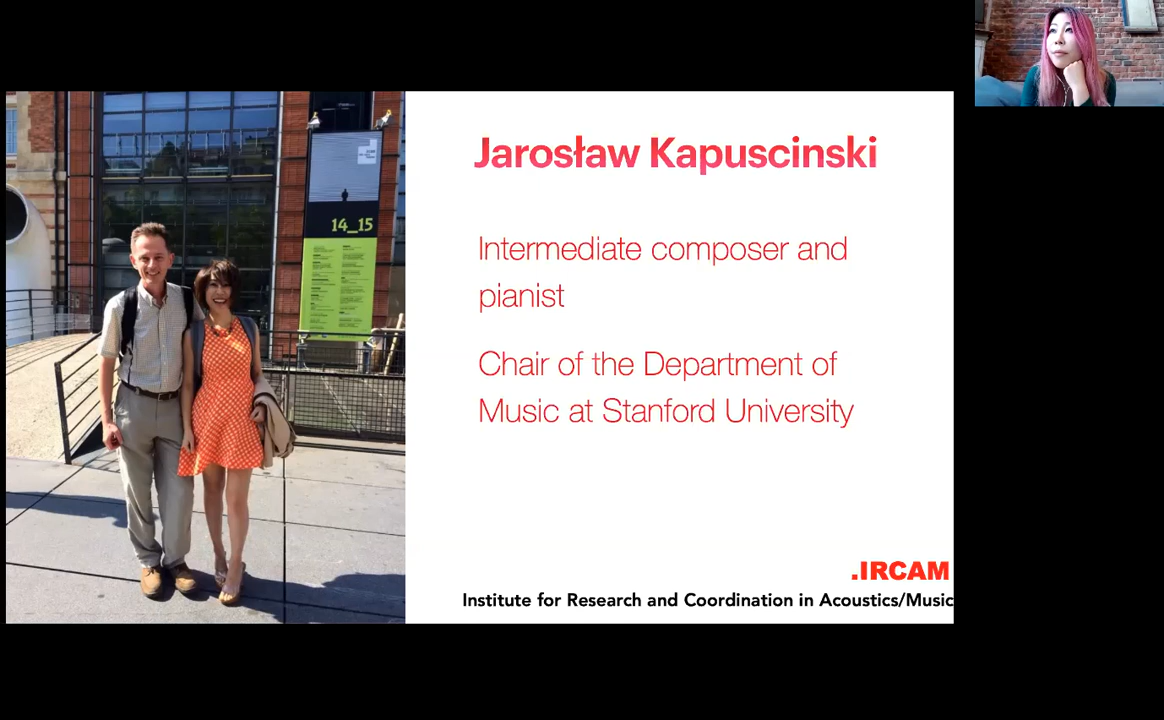 14_15
Jarosław Kapuscinski
Intermediate composer and
pianist
Chair of the Department of
Music at Stanford University
.IRCAM
Institute for Research and Coordination in Acoustics/Music